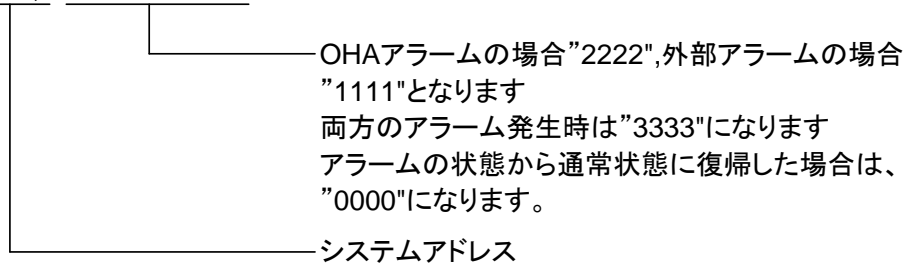 OHAアラームの場合”2222",外部アラームの場合
”1111"となります
両方のアラーム発生時は”3333"になります
アラームの状態から通常状態に復帰した場合は、
”0000"になります。
システムアドレス